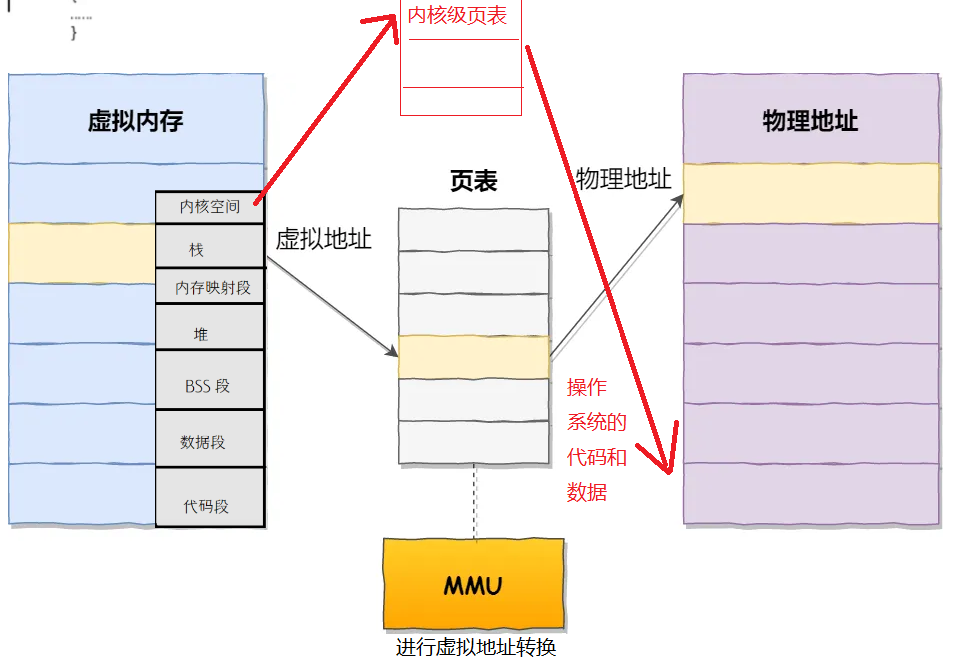 ……
}
内核级页表
虚拟内存
物理地址
页表
物理地址
内核空间
虚拟地址
栈
内存映射段
堆
BSS 段
操作
系统的
代码和
数据
数据段
代码段
MMU
进行虚拟地址转换